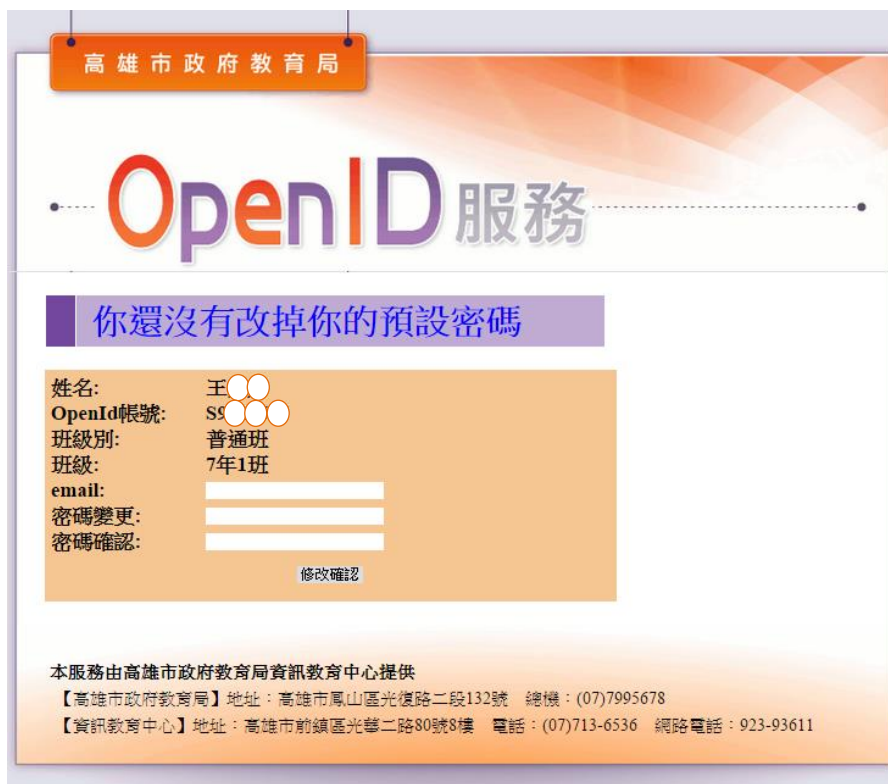 高雄市政府教育局
OpenID服務
你還沒有改掉你的預設密碼
姓名: 王
OpenId帳號: S9
班級別: 普通班
班級: 7年1班
email:
密碼變更:
密碼確認:
修改確認
本服務由高雄市政府教育局資訊教育中心提供
【高雄市政府教育局】地址：高雄市鳳山區光復路二段132號 總機：(07)7995678
【資訊教育中心】地址：高雄市前鎮區光華二路80號8樓 電話：(07)713-6536 網路電話：923-93611